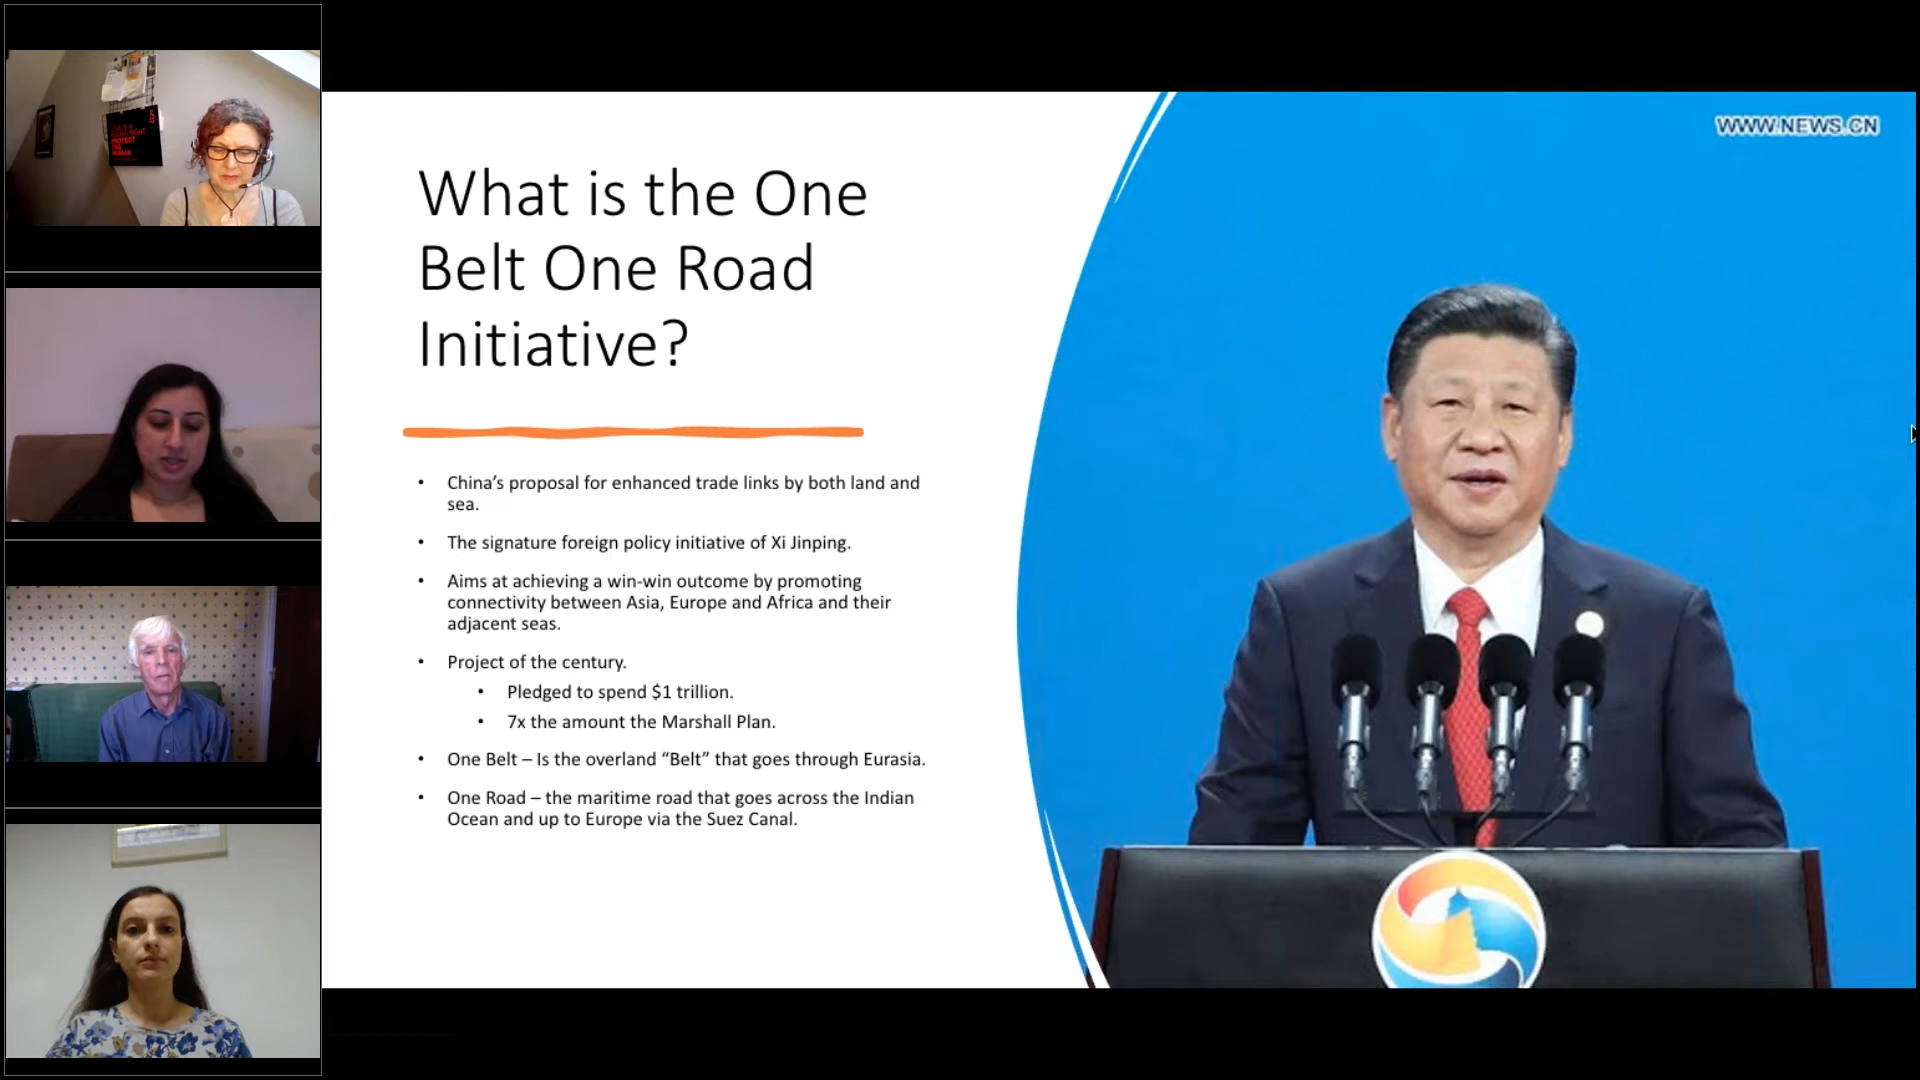 PROTECT
THE
HUMAN
WWW.NEWS.CN
What is the One
Belt One Road
Initiative?
• China’s proposal for enhanced trade links by both land and
sea.
• The signature foreign policy initiative of Xi Jinping.
• Aims at achieving a win-win outcome by promoting
connectivity between Asia, Europe and Africa and their
adjacent seas.
• Project of the century.
• Pledged to spend $1 trillion.
• 7x the amount the Marshall Plan.
• One Belt – Is the overland “Belt” that goes through Eurasia.
• One Road – the maritime road that goes across the Indian
Ocean and up to Europe via the Suez Canal.